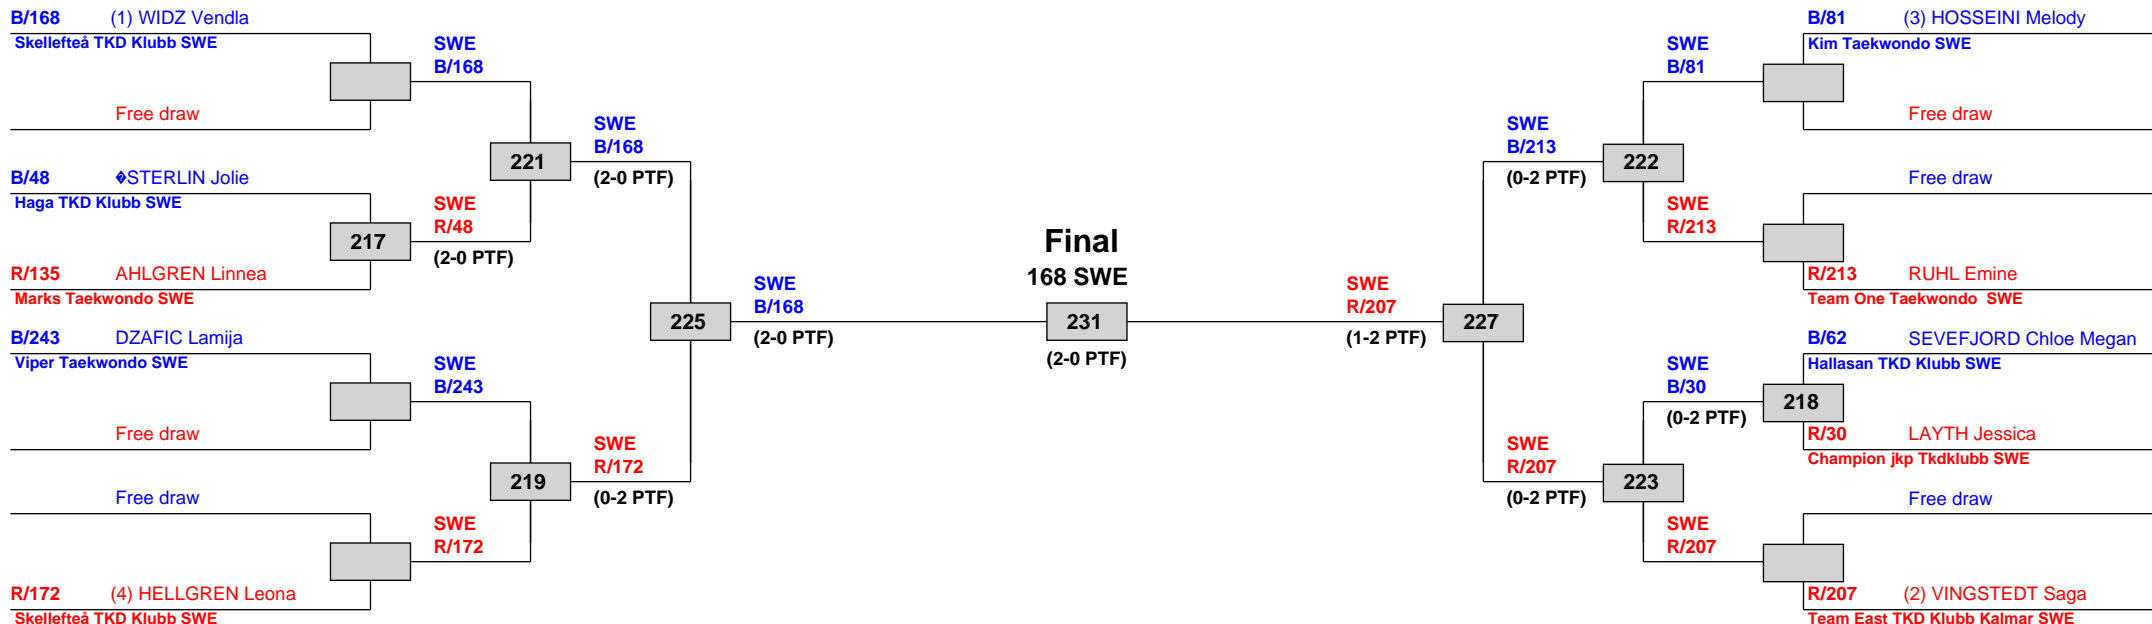 B/168 (1) WIDZ Vendla
Skellefteå TKD Klubb SWE
Free draw
B/48 �STERLIN Jolie
Haga TKD Klubb SWE
217
R/135 AHLGREN Linnea
Marks Taekwondo SWE
B/243 DZAFIC Lamija
Viper Taekwondo SWE
Free draw
Free draw
R/172 (4) HELLGREN Leona
Skellefteå TKD Klubb SWE
SWE
B/168
221
SWE
R/48
(2-0 PTF)
SWE
B/243
219
SWE
R/172
SWE
B/168
(2-0 PTF)
225
SWE
R/172
(0-2 PTF)
SWE
B/168
(2-0 PTF)
Final
168 SWE
231
(2-0 PTF)
SWE
R/207
(1-2 PTF)
227
SWE
B/213
(0-2 PTF)
SWE
R/207
(0-2 PTF)
SWE
B/81
222
SWE
R/213
SWE
B/30
(0-2 PTF)
223
SWE
R/207
B/81 (3) HOSSEINI Melody
Kim Taekwondo SWE
Free draw
Free draw
R/213 RUHL Emine
Team One Taekwondo  SWE
B/62 SEVEFJORD Chloe Megan
Hallasan TKD Klubb SWE
218
R/30 LAYTH Jessica
Champion jkp Tkdklubb SWE
Free draw
R/207 (2) VINGSTEDT Saga
Team East TKD Klubb Kalmar SWE